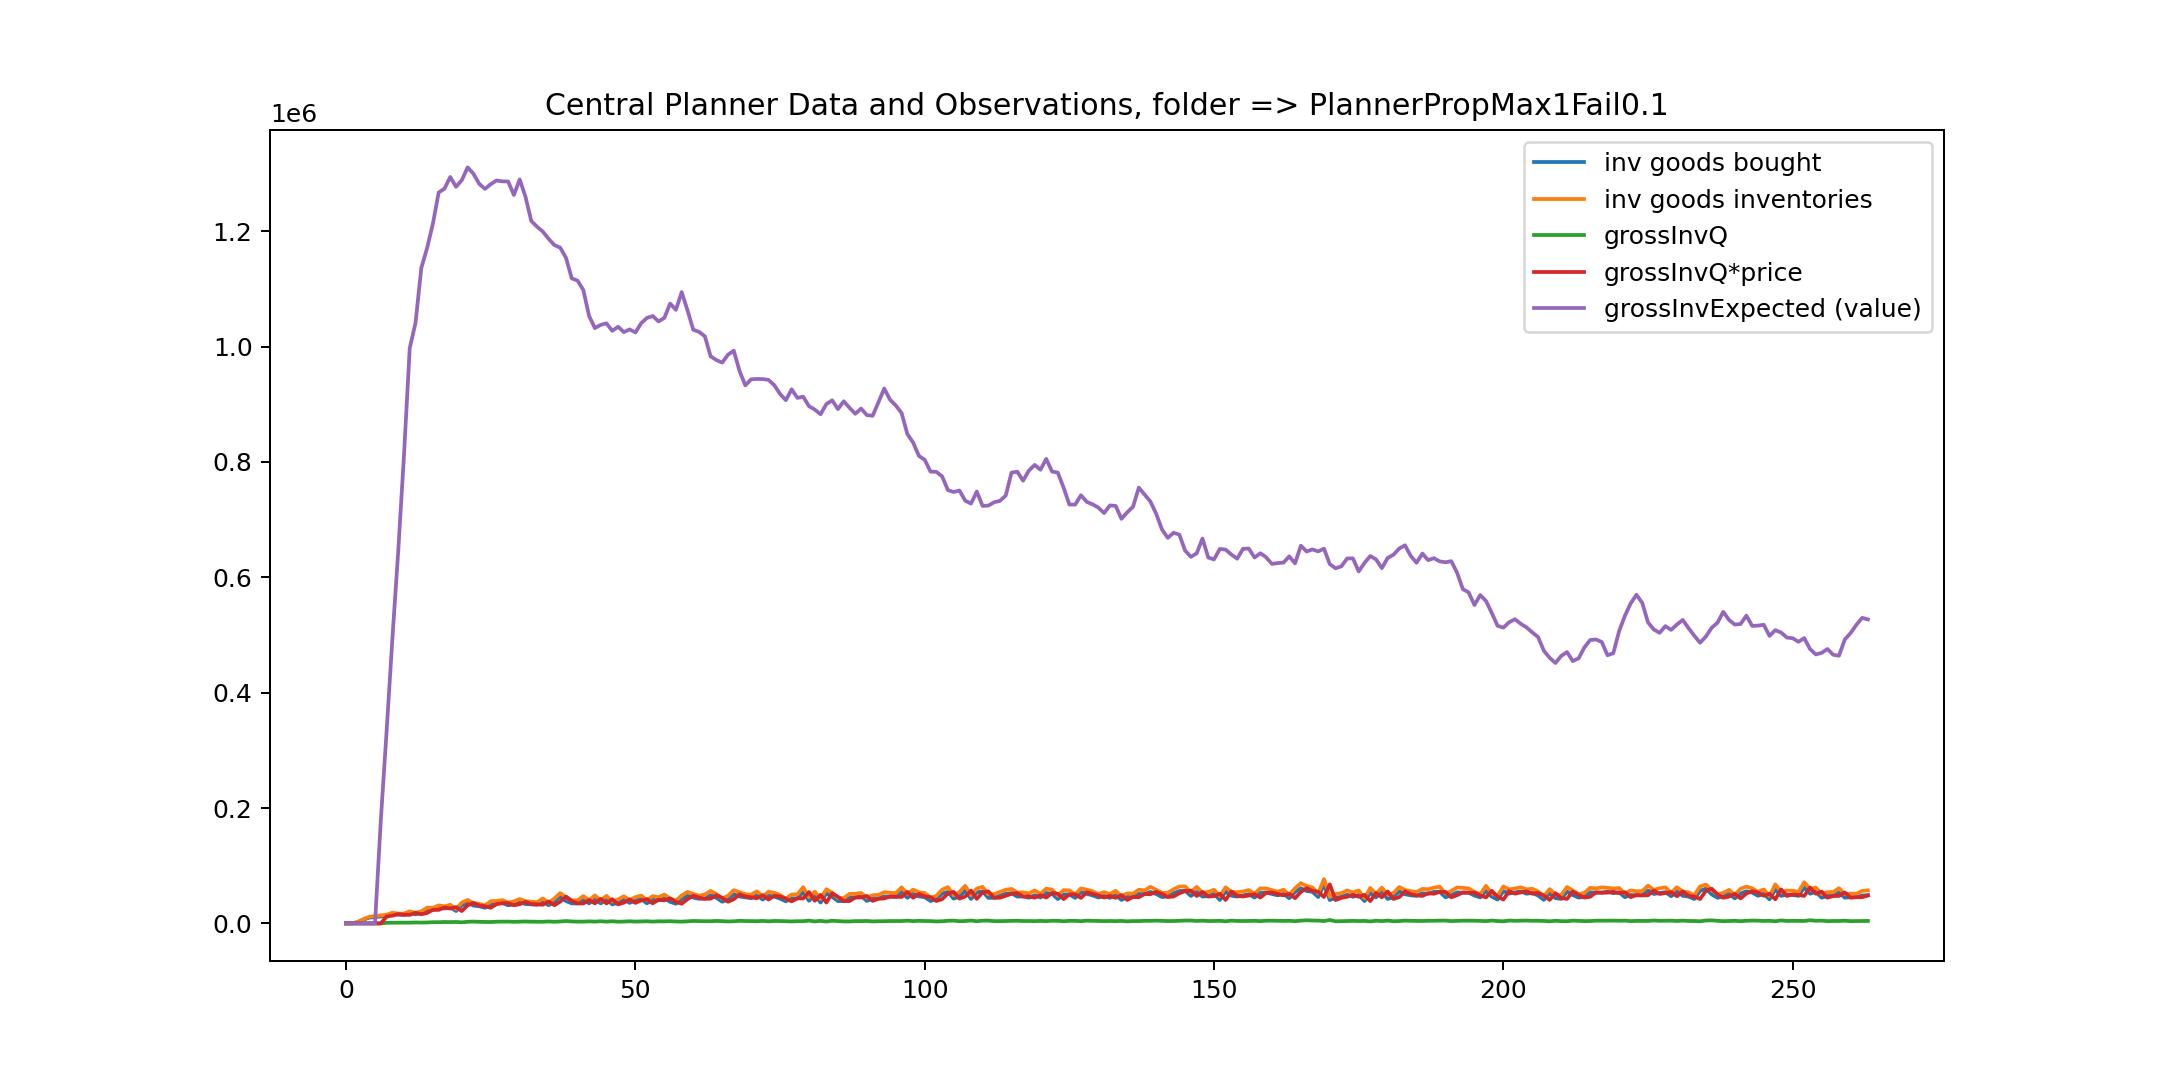 Central Planner Data and Observations, folder => PlannerPropMax1Fail0.1
1e6
inv goods bought
inv goods inventories
grossInvQ
grossInvQ*price
grossInvExpected (value)
1.2
1.0
0.8
0.6
0.4
0.2
0.0
0 50 100 150 200 250